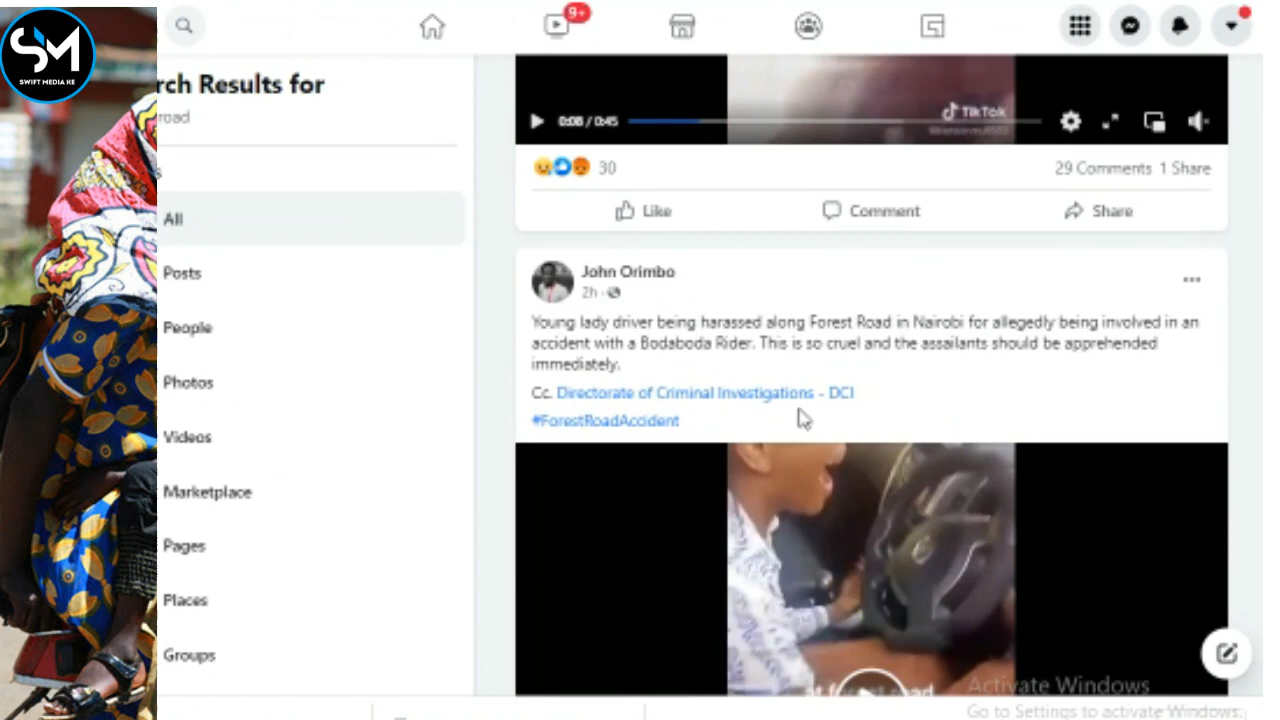 SM
SWIFT MEDIA KE
9+
rch Results for
road
s
All
Posts
People
Photos
Videos
Marketplace
Pages
Places
Groups
0:08 / 0:45
TikTok
30
29 Comments 1 Share
Like
Comment
Share
John Orimbo
2h ·
Young lady driver being harassed along Forest Road in Nairobi for allegedly being involved in an
accident with a Bodaboda Rider. This is so cruel and the assailants should be apprehended
immediately.
Cc. Directorate of Criminal Investigations - DCI
#ForestRoadAccident
at forest road
Activate Windows
Go to Settings to activate Windows.